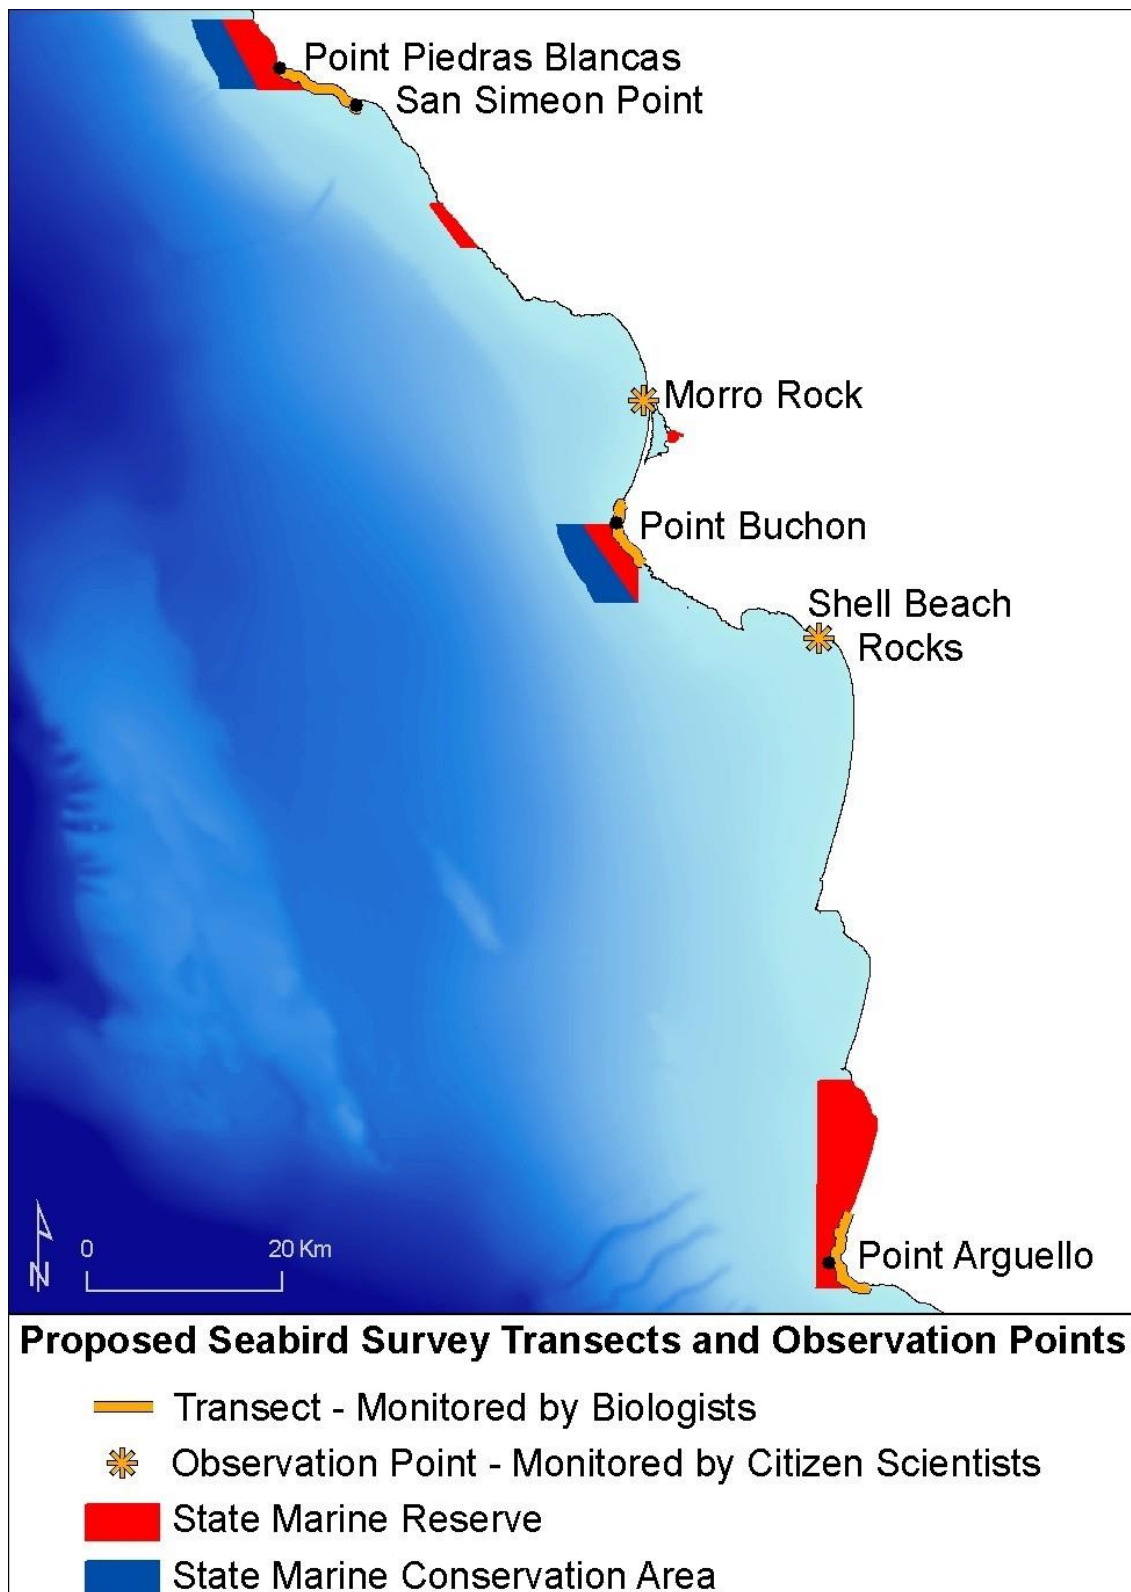 Point Piedras Blancas
San Simeon Point
Morro Rock
Point Buchon
Shell Beach
Rocks
Point Arguello
N
0
20 Km
Proposed Seabird Survey Transects and Observation Points
Transect - Monitored by Biologists
Observation Point - Monitored by Citizen Scientists
State Marine Reserve
State Marine Conservation Area